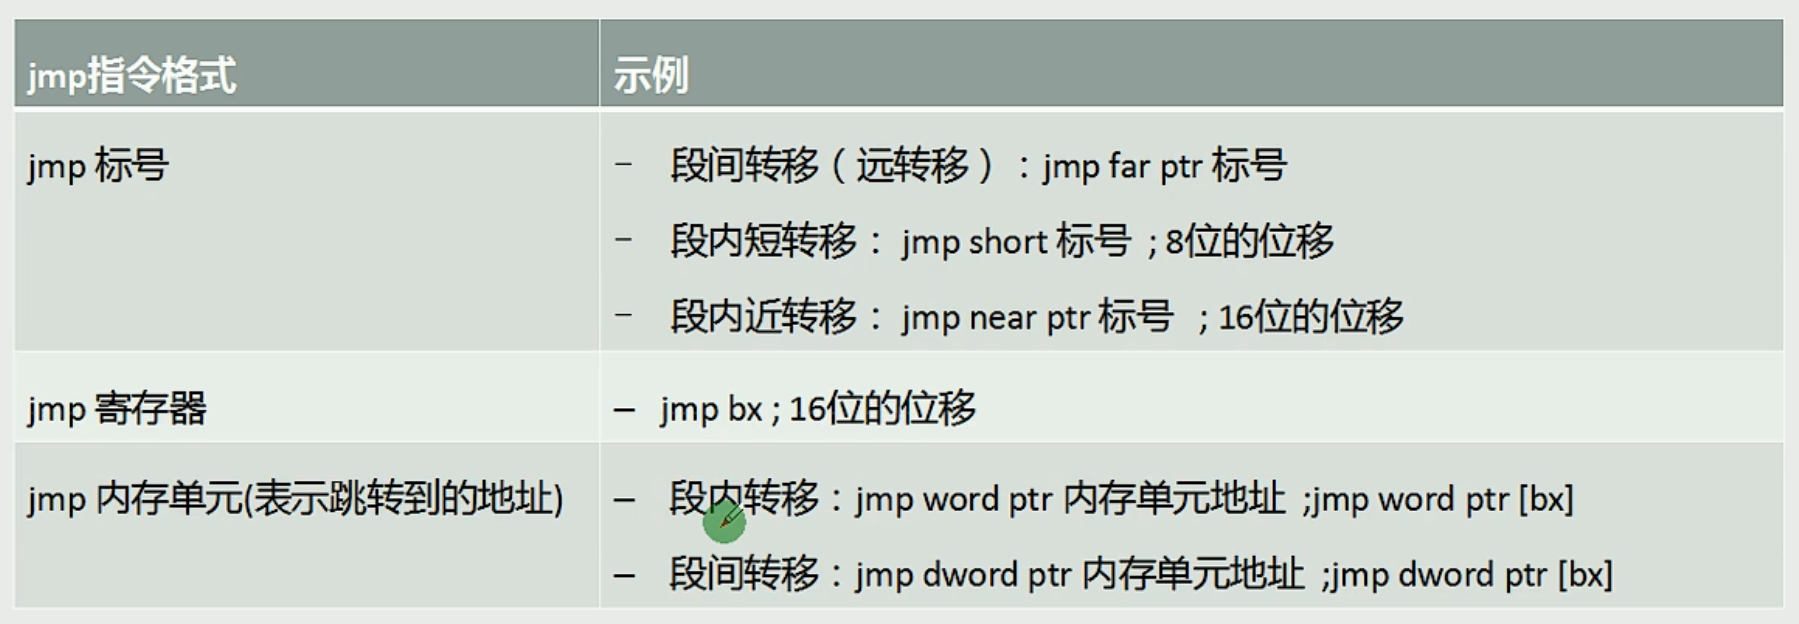 jmp指令格式
示例
jmp 标号
– 段间转移（远转移）：jmp far ptr 标号
– 段内短转移： jmp short 标号 ; 8位的位移
– 段内近转移： jmp near ptr 标号 ; 16位的位移
jmp 寄存器
– jmp bx ; 16位的位移
jmp 内存单元(表示跳转到的地址)
– 段内转移：jmp word ptr 内存单元地址 ;jmp word ptr [bx]
– 段间转移：jmp dword ptr 内存单元地址 ;jmp dword ptr [bx]